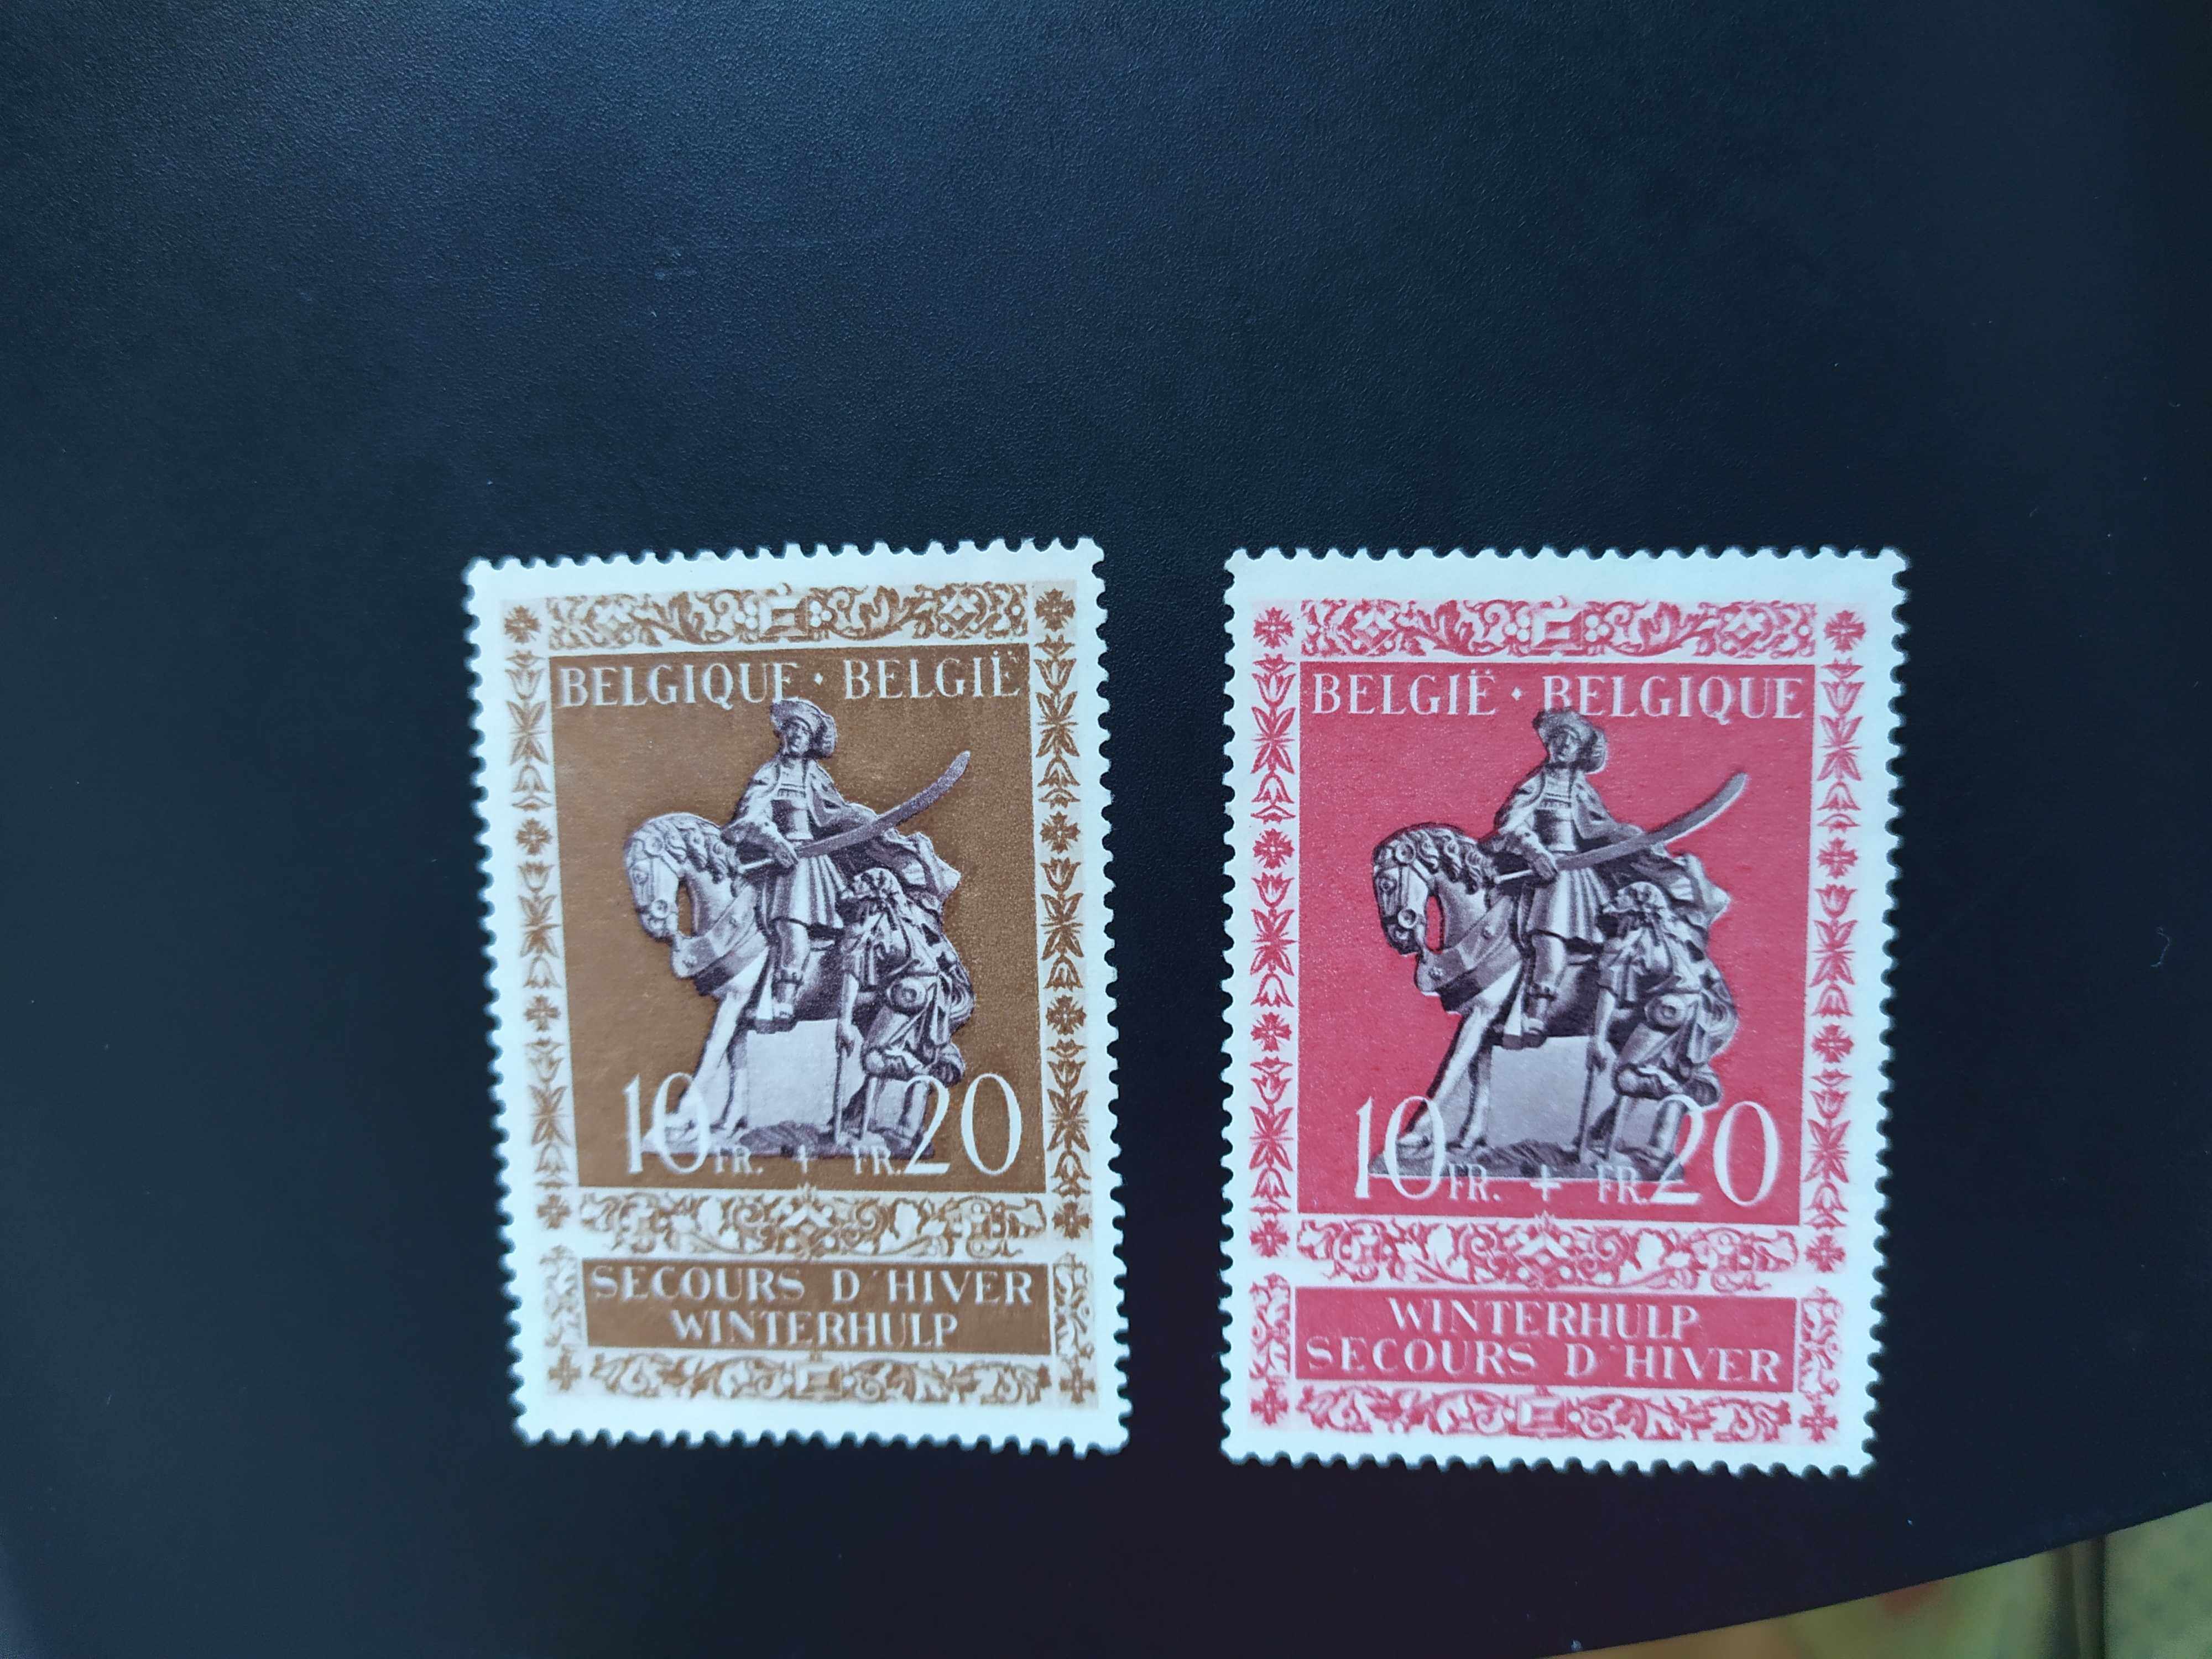 BELGIQUE · BELGIË
10 FR. + FR. 20
SECOURS D'HIVER
WINTERHULP
BELGIË · BELGIQUE
10 FR. + FR. 20
WINTERHULP
SECOURS D'HIVER